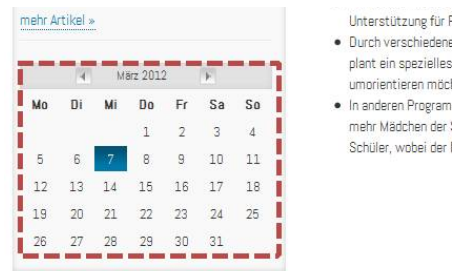 mehr Artikel »
März 2012
Mo Di Mi Do Fr Sa So
1 2 3 4
5 6 7 8 9 10 11
12 13 14 15 16 17 18
19 20 21 22 23 24 25
26 27 28 29 30 31
Unterstützung für
• Durch verschiedene
plant ein spezielles
umorientieren
• In anderen
mehr Mädchen der
Schüler, wobei der